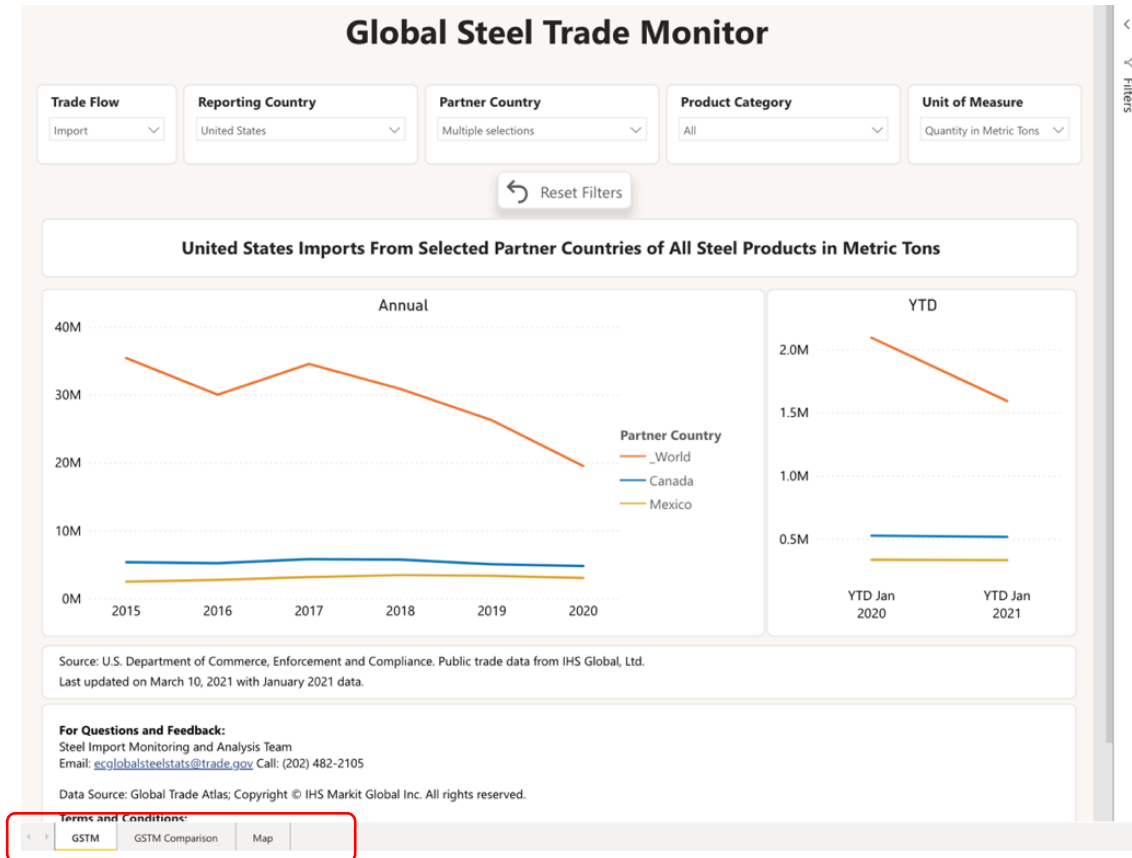 Global Steel Trade Monitor
Filters
Trade Flow
Import
Reporting Country
United States
Partner Country
Multiple selections
Product Category
All
Unit of Measure
Quantity in Metric Tons
Reset Filters
United States Imports From Selected Partner Countries of All Steel Products in Metric Tons
Annual
40M
30M
20M
10M
0M
2015 2016 2017 2018 2019 2020
Partner Country
_World
Canada
Mexico
YTD
2.0M
1.5M
1.0M
0.5M
YTD Jan YTD Jan
2020 2021
Source: U.S. Department of Commerce, Enforcement and Compliance. Public trade data from IHS Global, Ltd.
Last updated on March 10, 2021 with January 2021 data.
For Questions and Feedback:
Steel Import Monitoring and Analysis Team
Email: ecglobalsteelstats@trade.gov Call: (202) 482-2105
Data Source: Global Trade Atlas; Copyright © IHS Markit Global Inc. All rights reserved.
Terms and Conditions:
GSTM GSTM Comparison Map